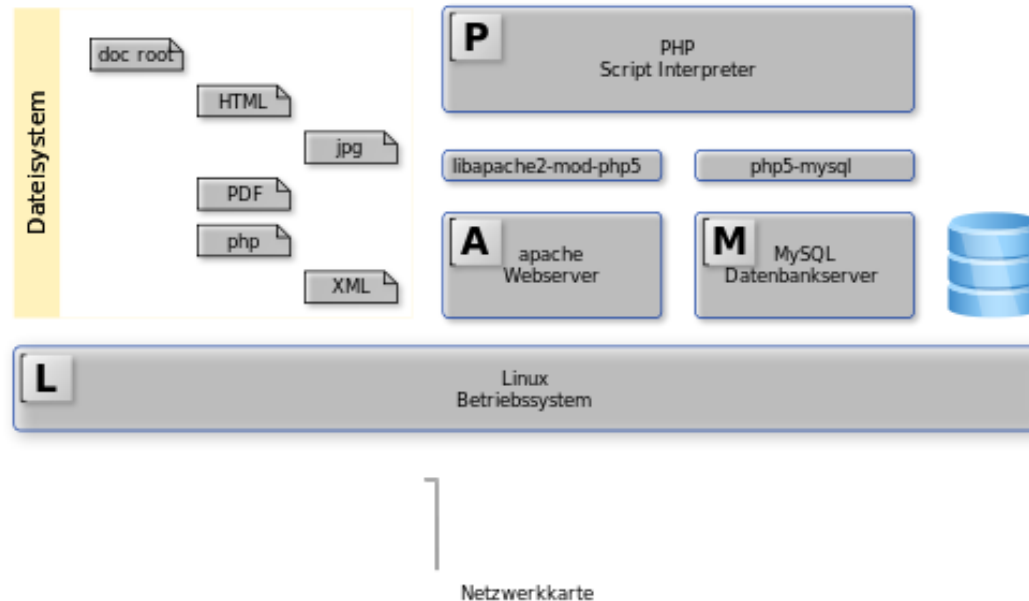 Dateisystem
doc root
HTML
jpg
PDF
php
XML
P
PHP
Script Interpreter
libapache2-mod-php5
php5-mysql
A
apache
Webserver
M
MySQL
Datenbankserver
L
Linux
Betriebssystem
Netzwerkkarte